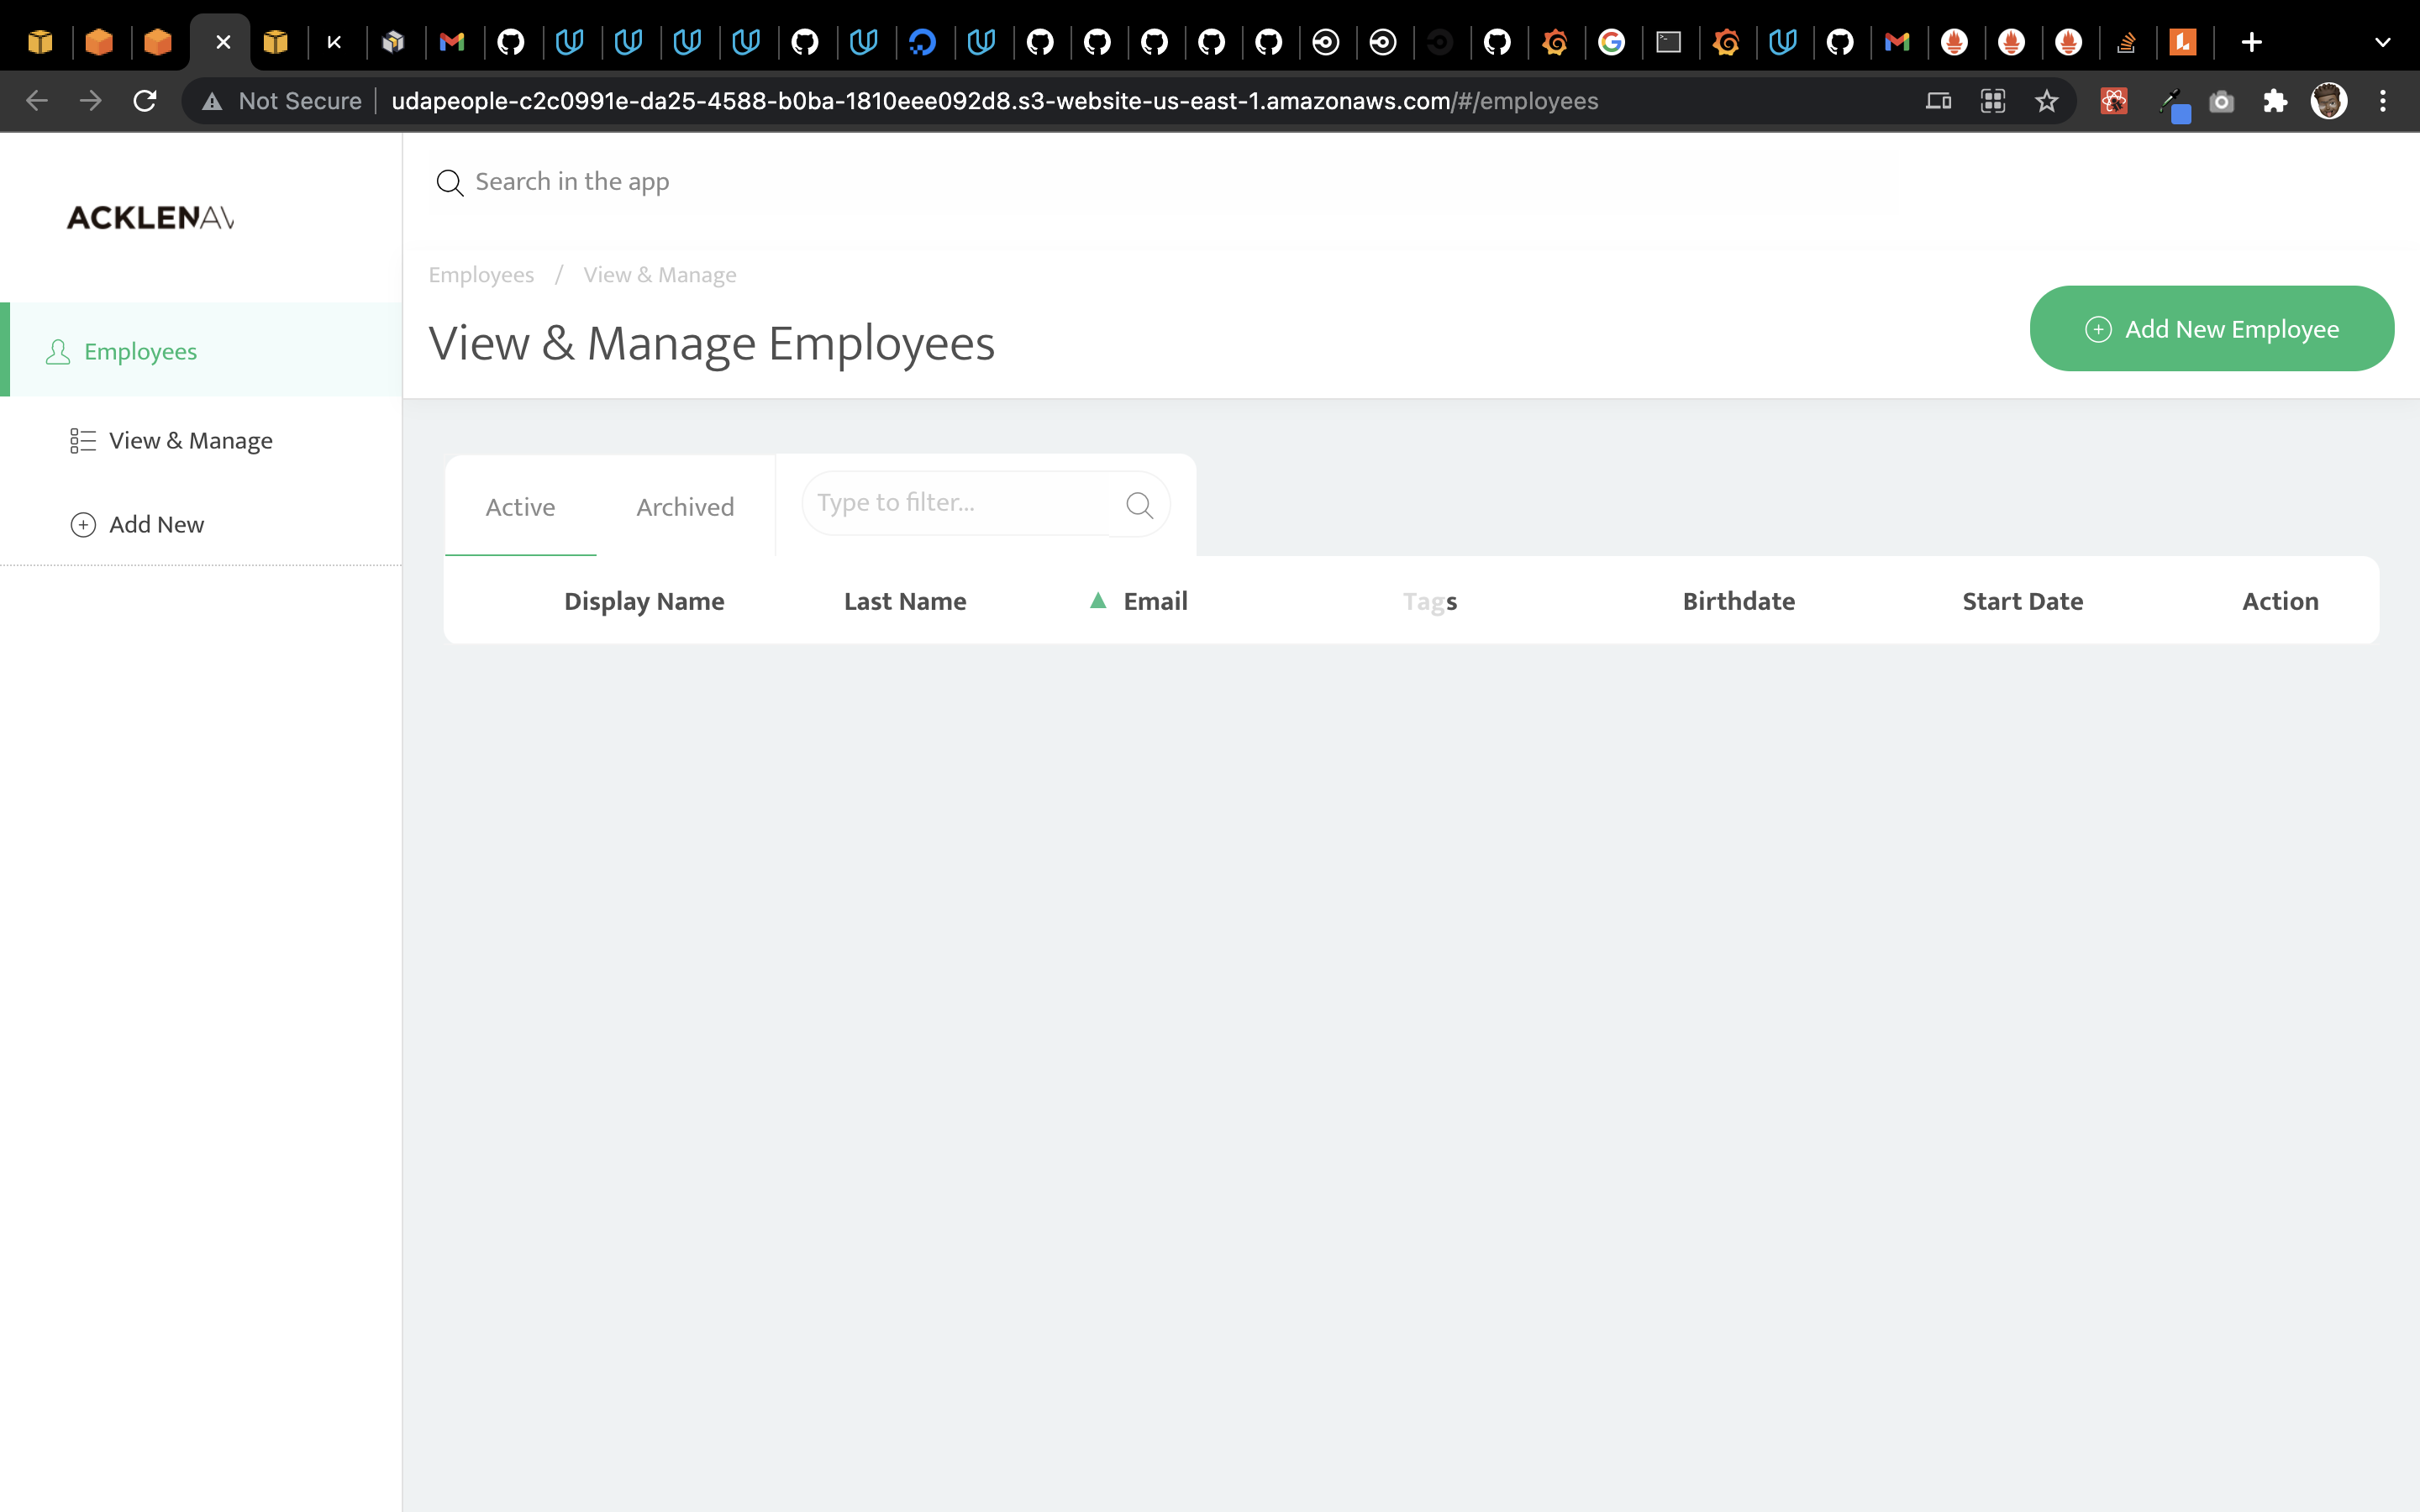 Not Secure
udapeople-c2c0991e-da25-4588-b0ba-1810eee092d8.s3-website-us-east-1.amazonaws.com/#/employees
ACKLENAV
Search in the app
Employees / View & Manage
View & Manage Employees
Add New Employee
Employees
View & Manage
Add New
Active
Archived
Type to filter...
Display Name
Last Name
Email
Tags
Birthdate
Start Date
Action